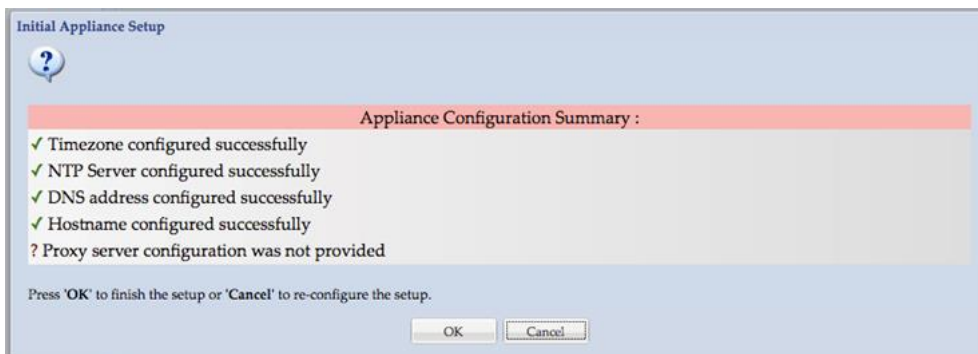 Initial Appliance Setup
?
Appliance Configuration Summary :
✓ Timezone configured successfully
✓ NTP Server configured successfully
✓ DNS address configured successfully
✓ Hostname configured successfully
? Proxy server configuration was not provided
Press 'OK' to finish the setup or 'Cancel' to re-configure the setup.
OK Cancel